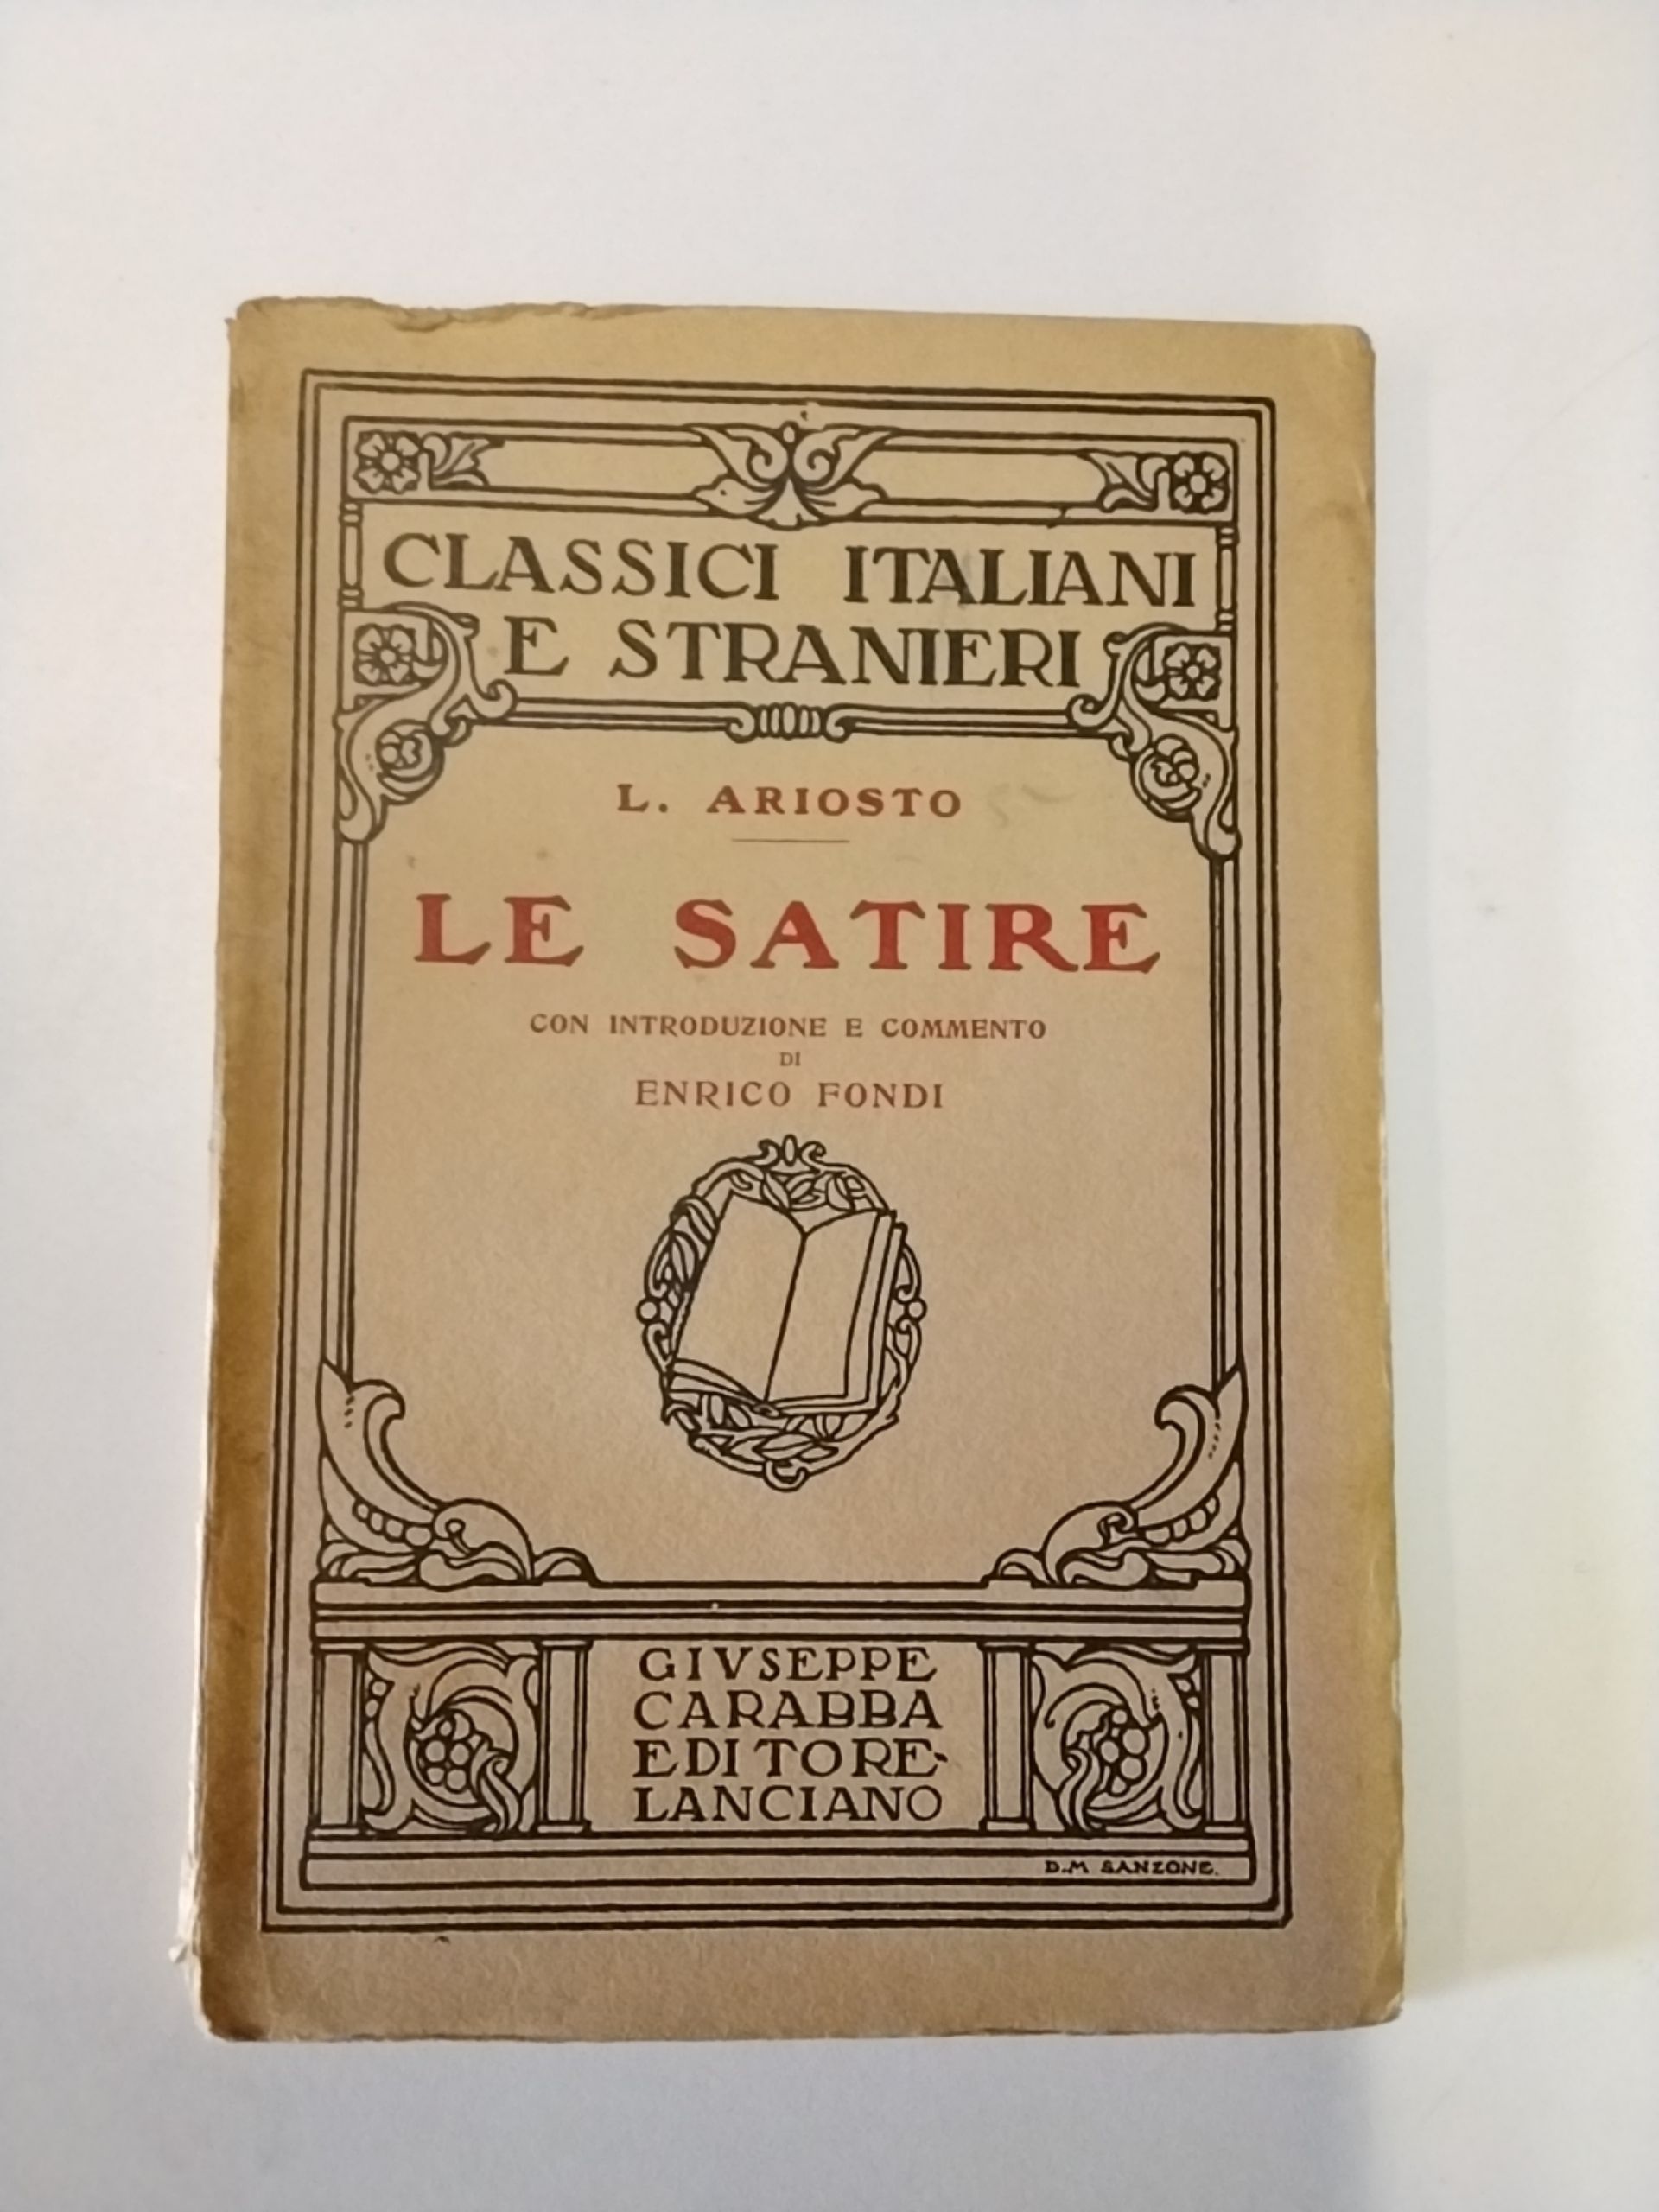 CLASSICI ITALIANI
E STRANIERI
L. ARIOSTO
LE SATIRE
CON INTRODUZIONE E COMMENTO
DI
ENRICO FONDI
GIVSEPPE
CARABBA
EDITORE-
LANCIANO
D.M SANZONE.